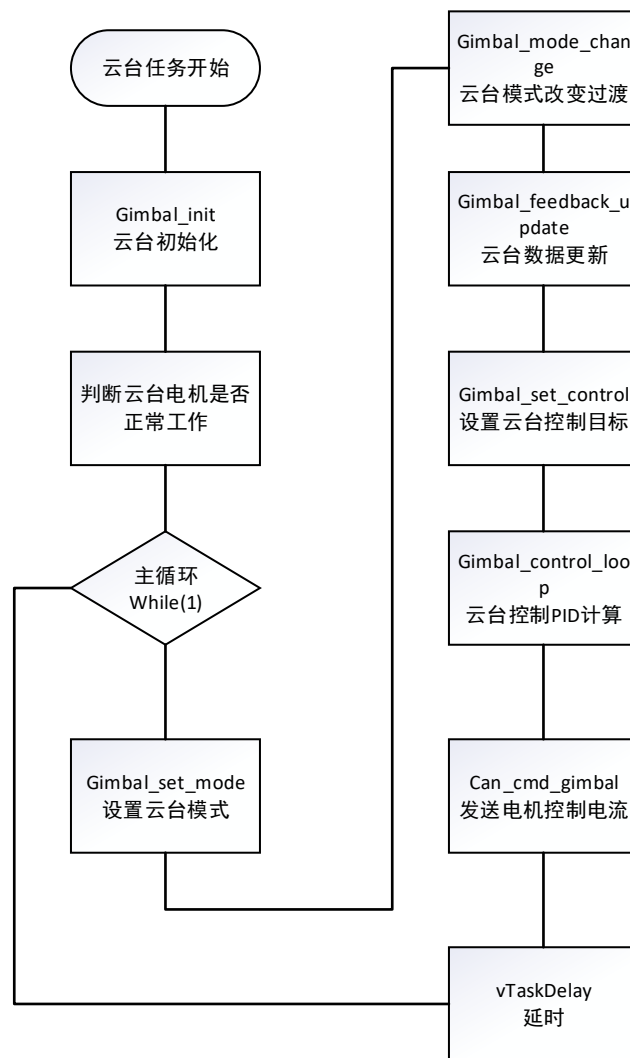 云台任务开始
Gimbal_init
云台初始化
判断云台电机是否
正常工作
主循环
While(1)
Gimbal_set_mode
设置云台模式
Gimbal_mode_chan
ge
云台模式改变过渡
Gimbal_feedback_u
pdate
云台数据更新
Gimbal_set_control
设置云台控制目标
Gimbal_control_loo
p
云台控制PID计算
Can_cmd_gimbal
发送电机控制电流
vTaskDelay
延时